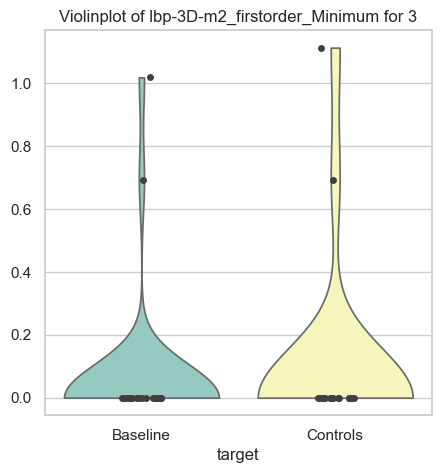 Violinplot of lbp-3D-m2_firstorder_Minimum for 3
1.0
0.8
0.6
0.4
0.2
0.0
Baseline Controls
target